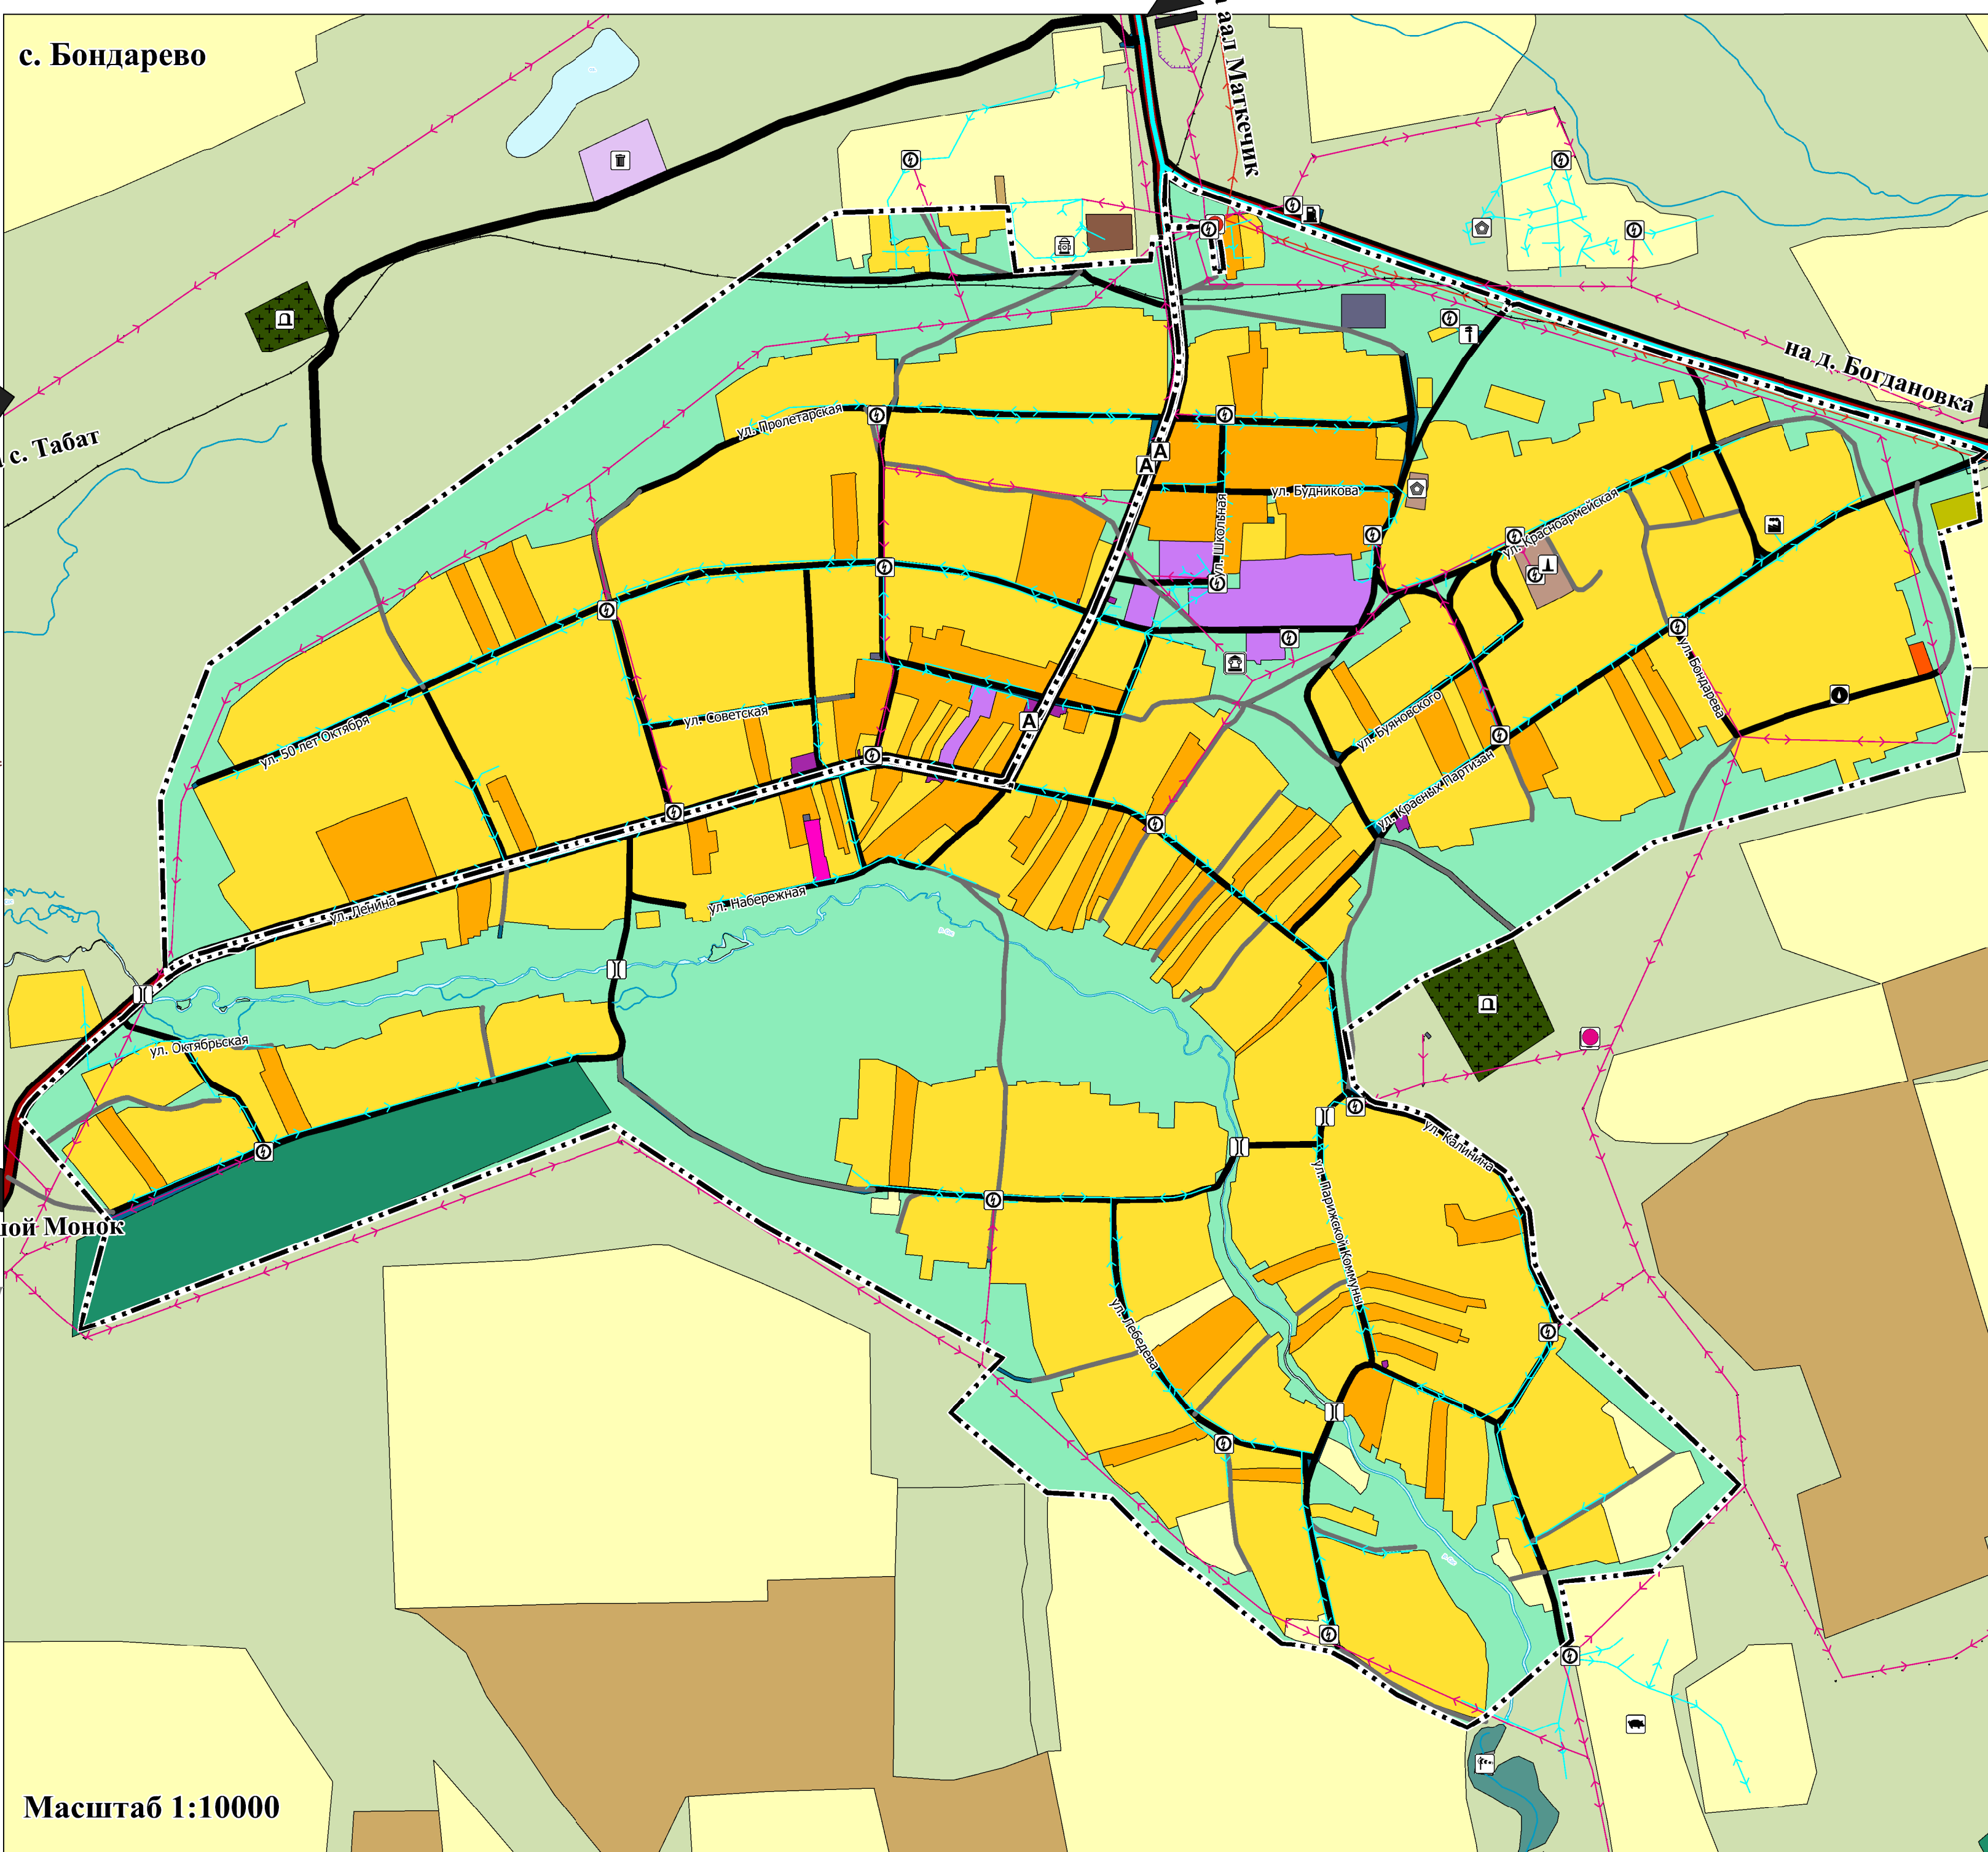 с. Бондарево
аал Маткечик
на д. Богдановка
с. Табат
ул. Пролетарская
ул. Будникова
ул. Школьная
ул. Красноармейская
А
А
ул. 50 лет Октября
ул. Советская
А
ул. Буяновского
ул. Бондарева
ул. Красных Партизан
ул. Ленина
ул. Набережная
ул. Октябрьская
ул. Калинина
ул. Парижской Коммуны
ой Монок
ул. Лебедева
Масштаб 1:10000